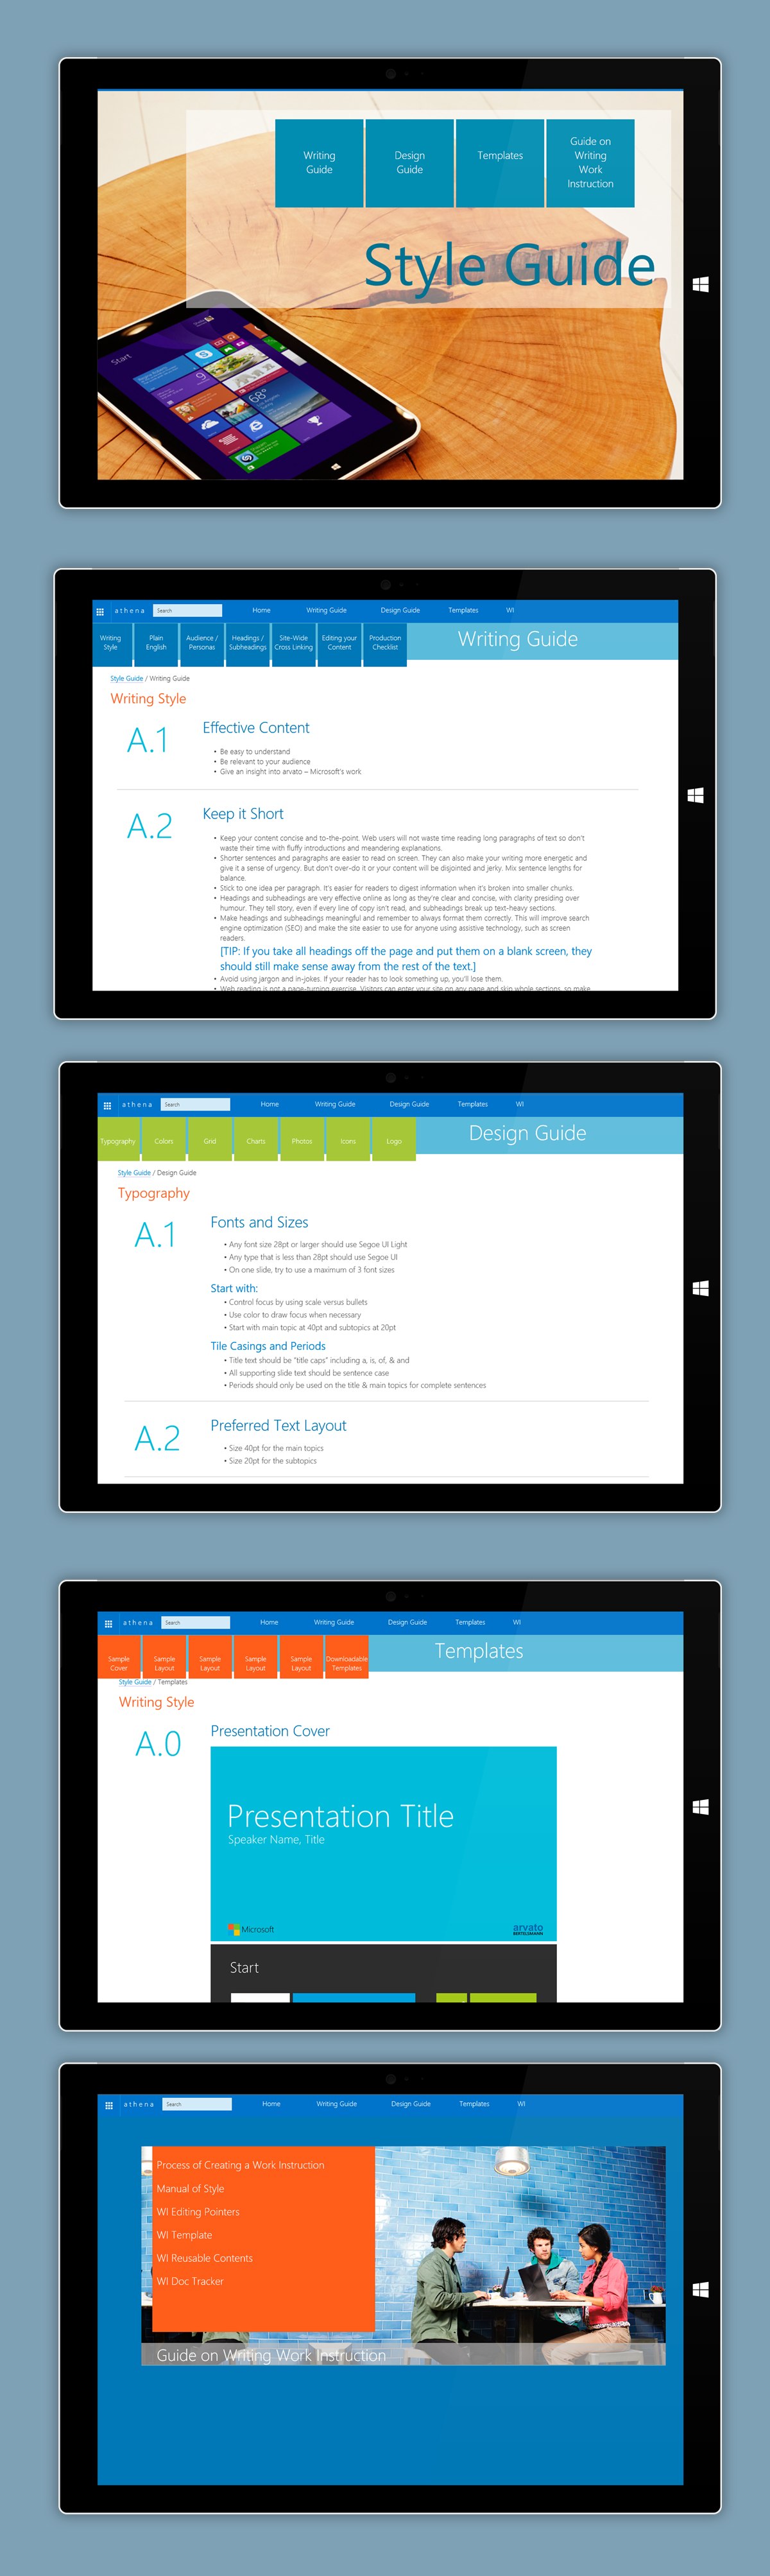 Writing
Guide
Design
Guide
Templates
Guide on
Writing
Work
Instruction
Style Guide
Start
9
68°
athena
Search
Home
Writing Guide
Design Guide
Templates
WI
Writing
Style
Plain
English
Audience /
Personas
Headings /
Subheadings
Site-Wide
Cross Linking
Editing your
Content
Production
Checklist
Writing Guide
Style Guide / Writing Guide
Writing Style
A.1
Effective Content
• Be easy to understand
• Be relevant to your audience
• Give an insight into arvato – Microsoft's work
A.2
Keep it Short
• Keep your content concise and to-the-point. Web users will not waste time reading long paragraphs of text so don't
waste their time with fluffy introductions and meandering explanations.
• Shorter sentences and paragraphs are easier to read on screen. They can also make your writing more energetic and
give it a sense of urgency. But don't over-do it or your content will be disjointed and jerky. Mix sentence lengths for
balance.
• Stick to one idea per paragraph. It's easier for readers to digest information when it's broken into smaller chunks.
• Headings and subheadings are very effective online as long as they're clear and concise, with clarity presiding over
humour. They tell story, even if every line of copy isn't read, and subheadings break up text-heavy sections.
• Make headings and subheadings meaningful and remember to always format them correctly. This will improve search
engine optimization (SEO) and make the site easier to use for anyone using assistive technology, such as screen
readers.
[TIP: If you take all headings off the page and put them on a blank screen, they
should still make sense away from the rest of the text.]
• Avoid using jargon and in-jokes. If your reader has to look something up, you'll lose them.
• Web reading is not a page-turning exercise. Visitors can enter your site on any page and skip whole sections, so make
athena
Search
Home
Writing Guide
Design Guide
Templates
WI
Typography
Colors
Grid
Charts
Photos
Icons
Logo
Design Guide
Style Guide / Design Guide
Typography
A.1
Fonts and Sizes
• Any font size 28pt or larger should use Segoe UI Light
• Any type that is less than 28pt should use Segoe UI
• On one slide, try to use a maximum of 3 font sizes
Start with:
• Control focus by using scale versus bullets
• Use color to draw focus when necessary
• Start with main topic at 40pt and subtopics at 20pt
Tile Casings and Periods
• Title text should be "title caps" including a, is, of, & and
• All supporting slide text should be sentence case
• Periods should only be used on the title & main topics for complete sentences
A.2
Preferred Text Layout
• Size 40pt for the main topics
• Size 20pt for the subtopics
athena
Search
Home
Writing Guide
Design Guide
Templates
WI
Sample
Cover
Sample
Layout
Sample
Layout
Sample
Layout
Sample
Layout
Downloadable
Templates
Templates
Style Guide / Templates
Writing Style
A.0
Presentation Cover
Presentation Title
Speaker Name, Title
Microsoft
arvato
BERTELSMANN
Start
athena
Search
Home
Writing Guide
Design Guide
Templates
WI
Process of Creating a Work Instruction
Manual of Style
WI Editing Pointers
WI Template
WI Reusable Contents
WI Doc Tracker
Guide on Writing Work Instruction